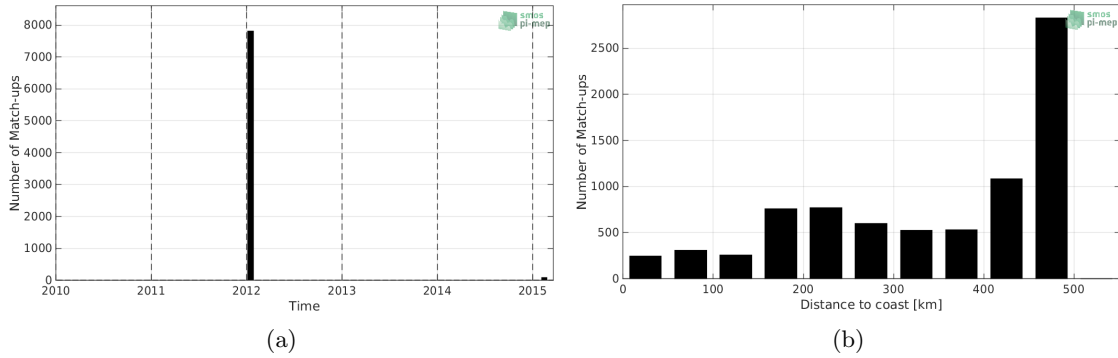 8000
7000
6000
5000
4000
3000
2000
1000
0
Number of Match-ups
2010 2011 2012 2013 2014 2015
Time
smos
pi-mep
(a)
2500
2000
1500
1000
500
0
Number of Match-ups
0 100 200 300 400 500
Distance to coast [km]
smos
pi-mep
(b)